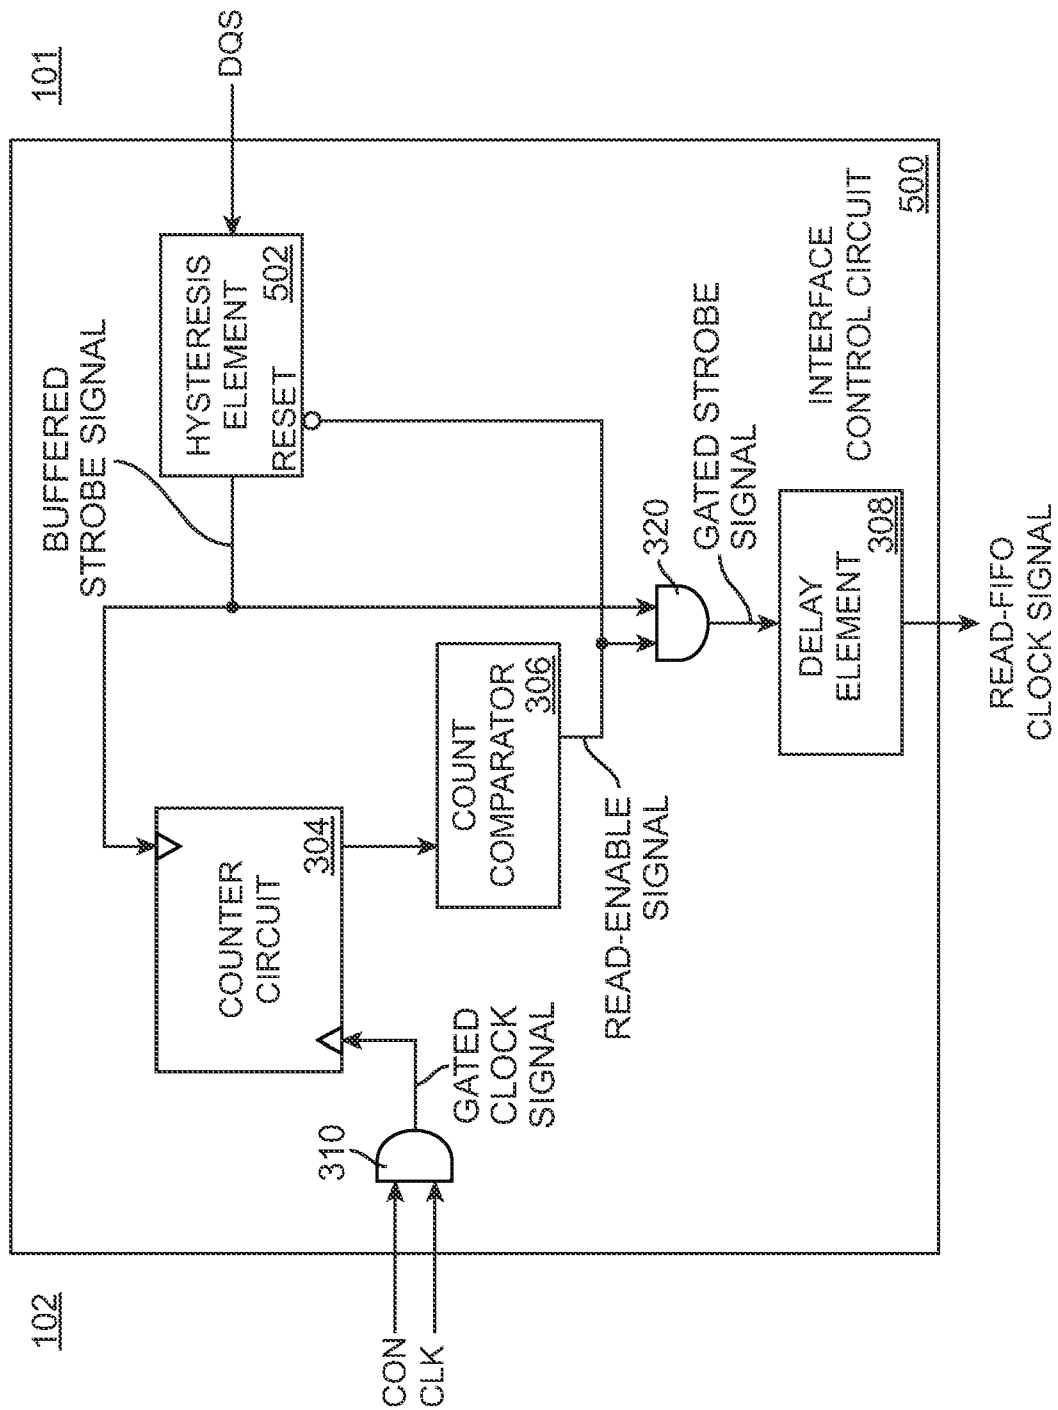 101
102
DQS
BUFFERED
STROBE SIGNAL
HYSTERESIS
ELEMENT
502
RESET
COUNTER
CIRCUIT
304
310
CON
CLK
GATED
CLOCK
SIGNAL
COUNT
COMPARATOR
306
READ-ENABLE
SIGNAL
320
GATED STROBE
SIGNAL
DELAY
ELEMENT
308
INTERFACE
CONTROL CIRCUIT
500
READ-FIFO
CLOCK SIGNAL